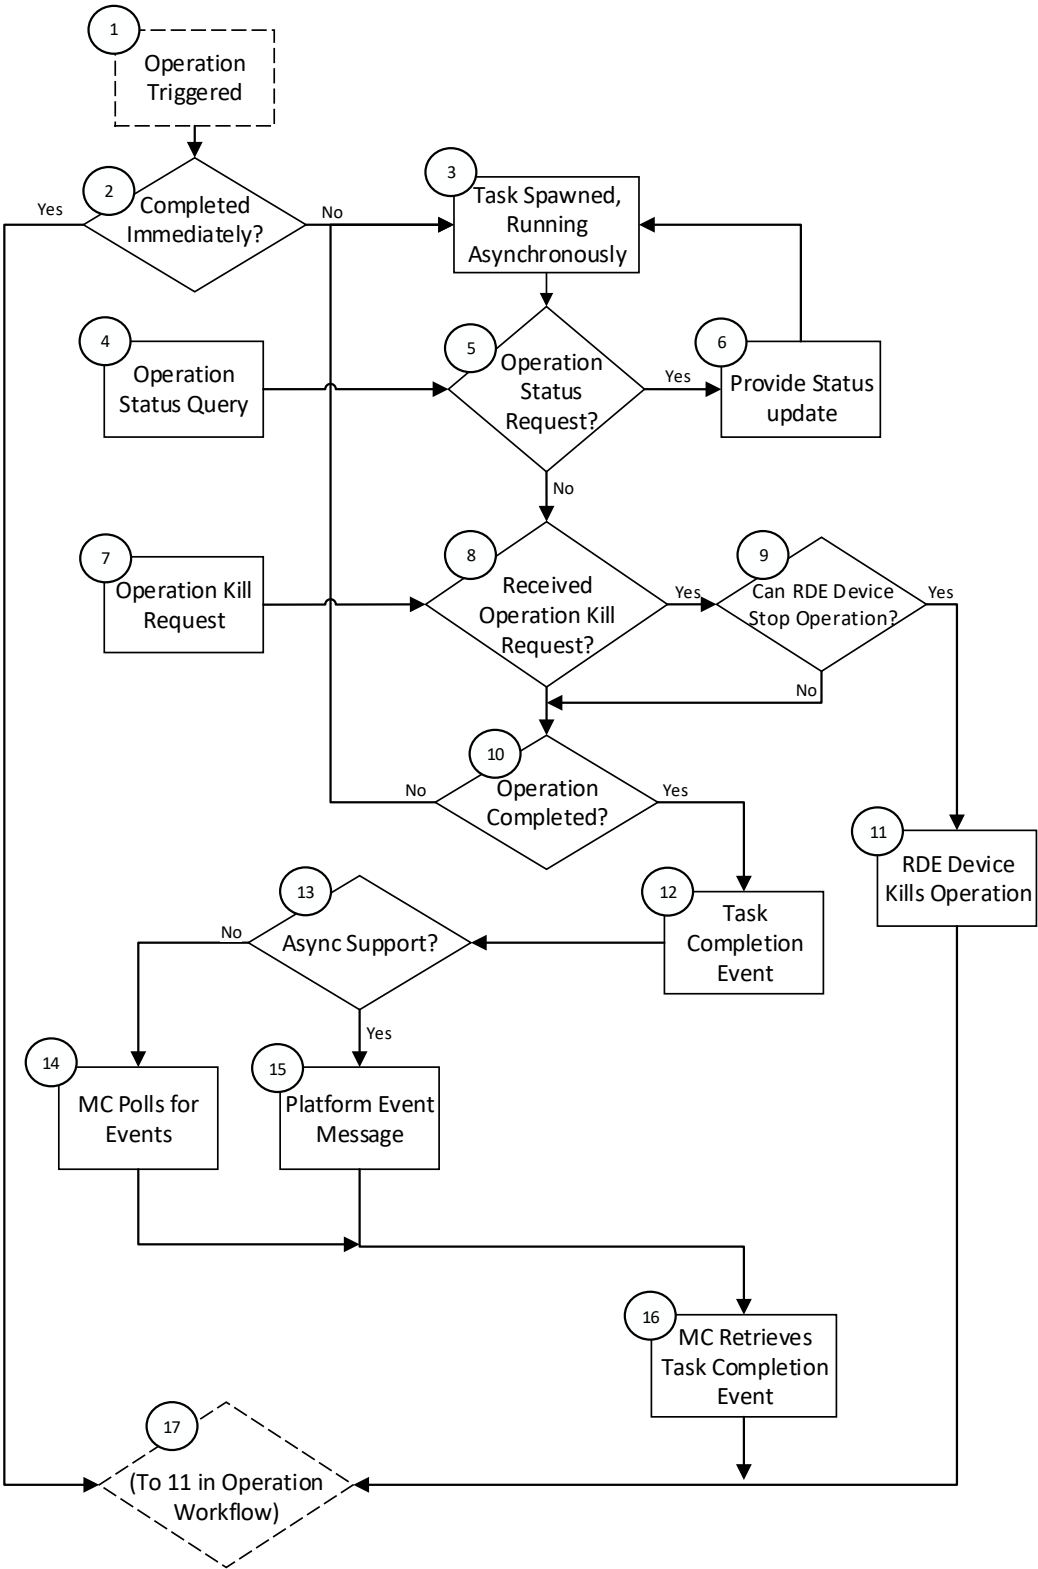 1
Operation
Triggered
2
Completed
Immediately?
Yes
No
3
Task Spawned,
Running
Asynchronously
4
Operation
Status Query
5
Operation
Status
Request?
Yes
No
6
Provide Status
update
7
Operation Kill
Request
8
Received
Operation Kill
Request?
Yes
9
Can RDE Device
Stop Operation?
Yes
No
10
Operation
Completed?
No
Yes
11
RDE Device
Kills Operation
12
Task
Completion
Event
13
Async Support?
No
Yes
14
MC Polls for
Events
15
Platform Event
Message
16
MC Retrieves
Task Completion
Event
17
(To 11 in Operation
Workflow)